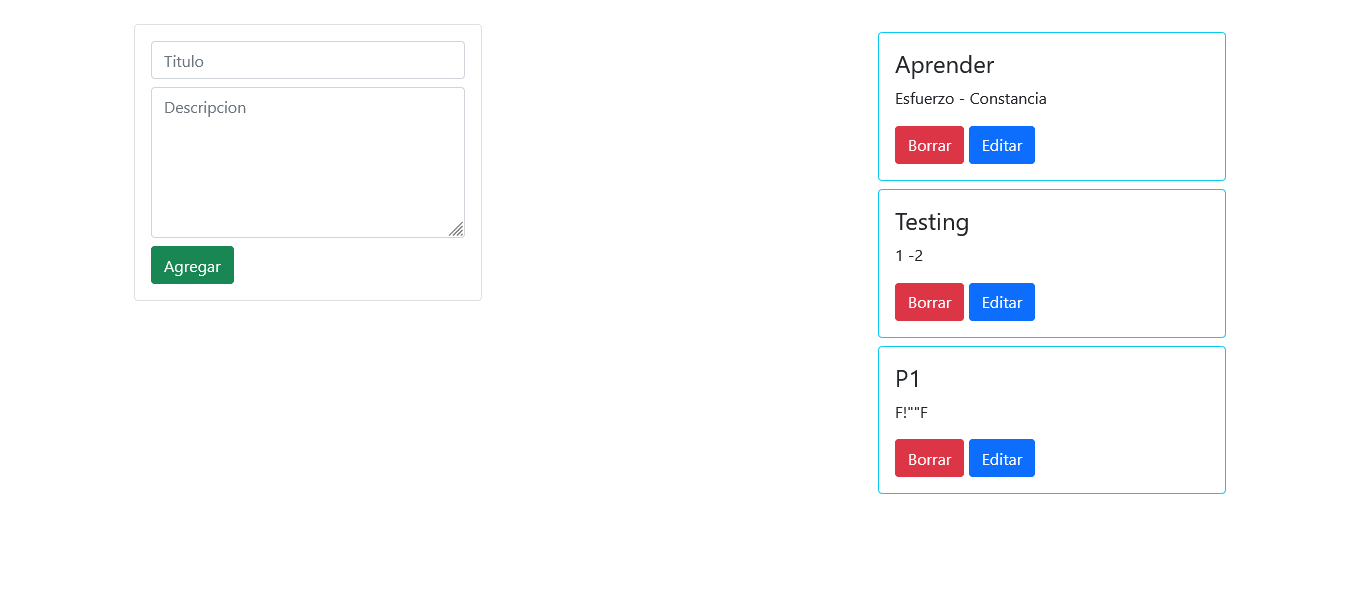 Titulo
Descripcion
Agregar
Aprender
Esfuerzo - Constancia
Borrar Editar
Testing
1 -2
Borrar Editar
P1
F!""F
Borrar Editar